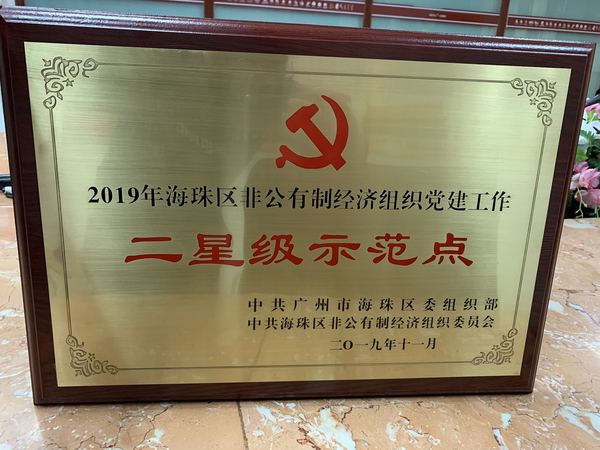 2019年海珠区非公有制经济组织党建工作
二星级示范点
中共广州市海珠区委组织部
中共海珠区非公有制经济组织委员会
二〇一九年十一月